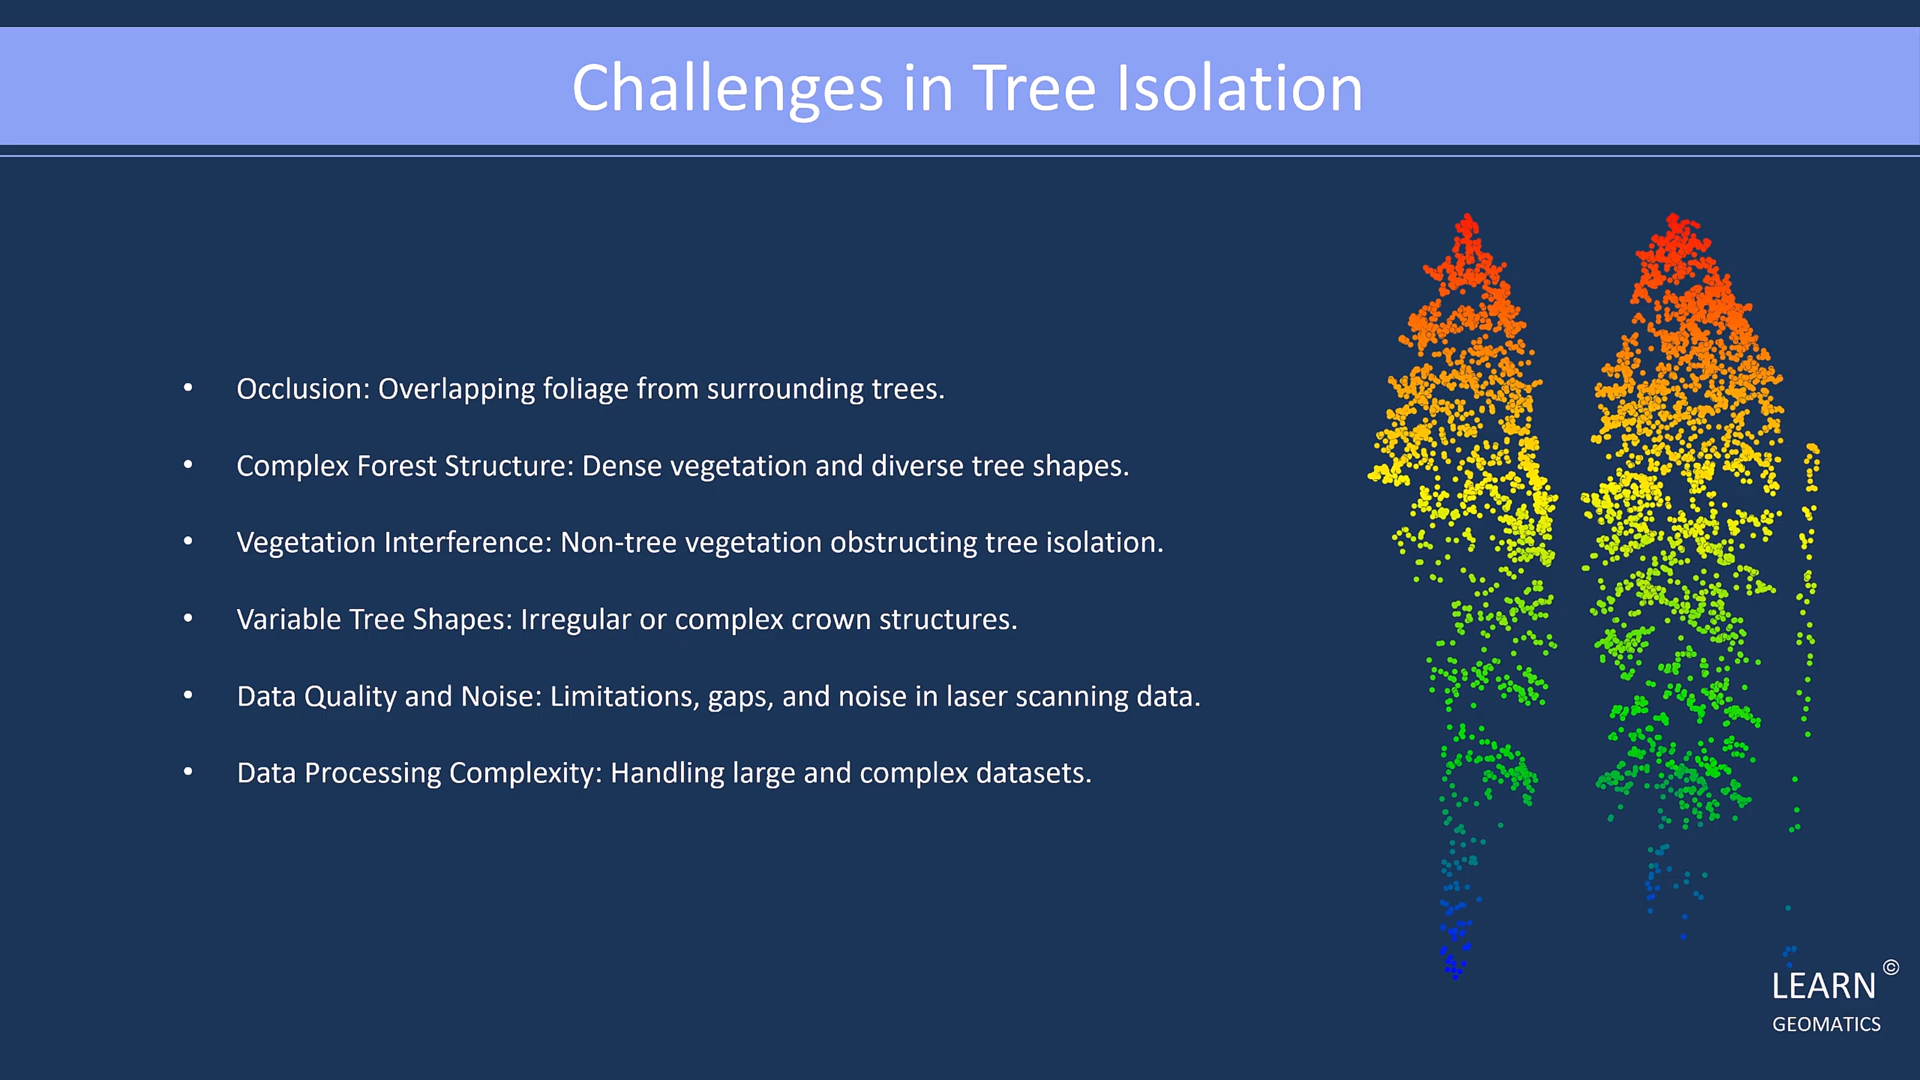 Challenges in Tree Isolation
• Occlusion: Overlapping foliage from surrounding trees.
• Complex Forest Structure: Dense vegetation and diverse tree shapes.
• Vegetation Interference: Non-tree vegetation obstructing tree isolation.
• Variable Tree Shapes: Irregular or complex crown structures.
• Data Quality and Noise: Limitations, gaps, and noise in laser scanning data.
• Data Processing Complexity: Handling large and complex datasets.
LEARN ©
GEOMATICS